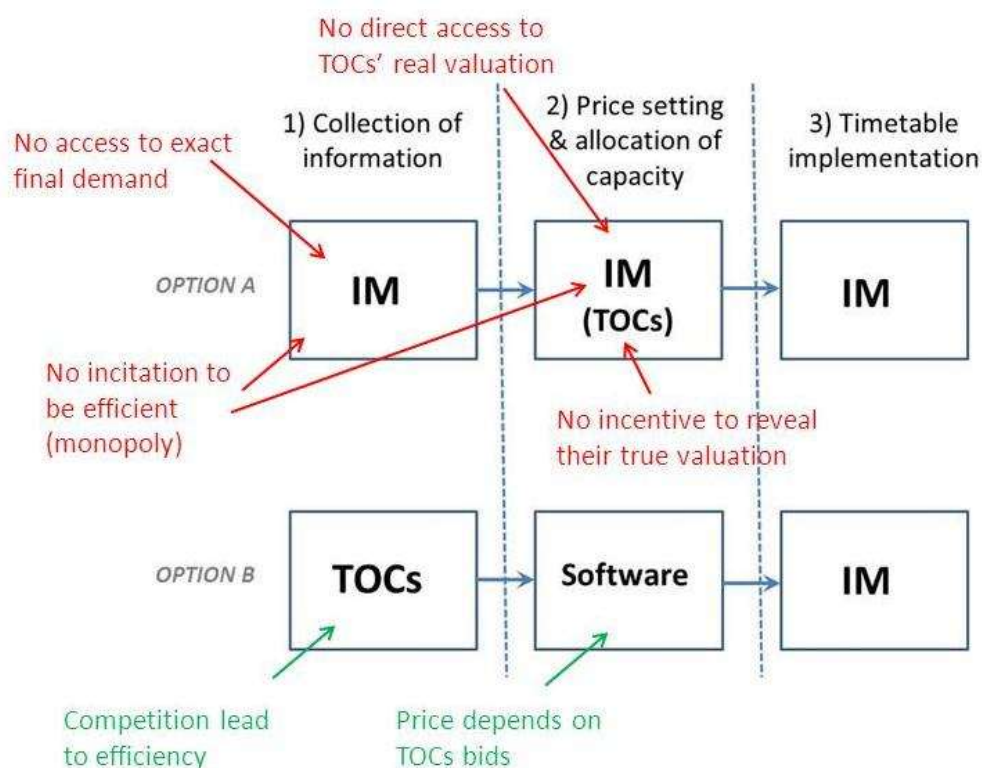 No direct access to
TOCs’ real valuation
1) Collection of
information
2) Price setting
& allocation of
capacity
3) Timetable
implementation
No access to exact
final demand
OPTION A
IM
IM
(TOCs)
IM
No incitation to
be efficient
(monopoly)
No incentive to reveal
their true valuation
OPTION B
TOCs
Software
IM
Competition lead
to efficiency
Price depends on
TOCs bids